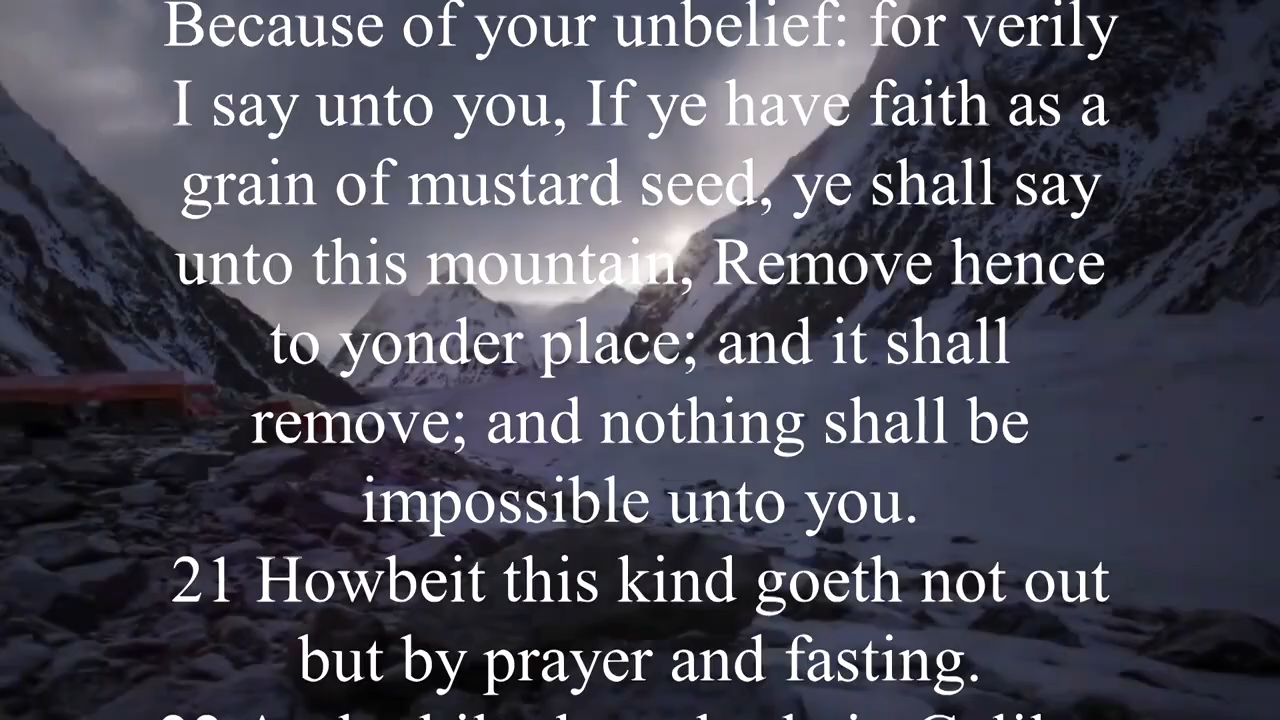 Because of your unbelief: for verily
I say unto you, If ye have faith as a
grain of mustard seed, ye shall say
unto this mountain, Remove hence
to yonder place; and it shall
remove; and nothing shall be
impossible unto you.
21 Howbeit this kind goeth not out
but by prayer and fasting.